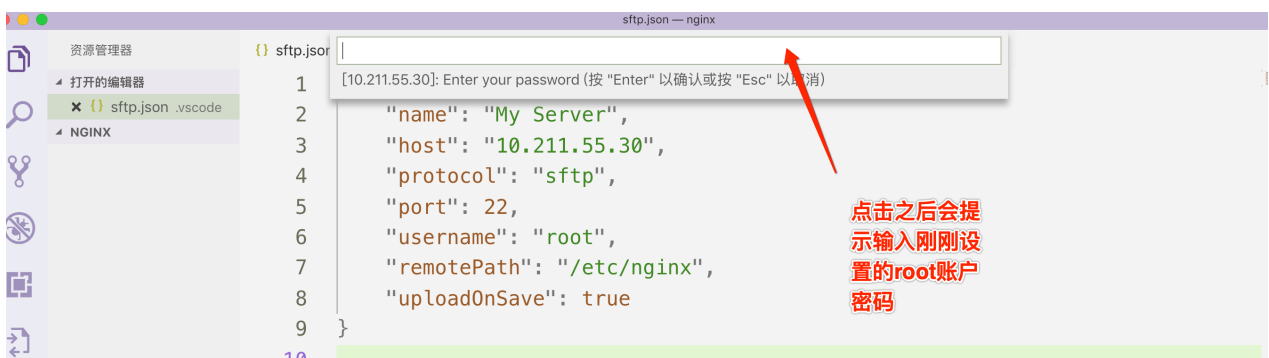 sftp.json — nginx
资源管理器
打开的编辑器
sftp.json .vscode
NGINX
{} sftp.json
[10.211.55.30]: Enter your password (按 "Enter" 以确认或按 "Esc" 以取消)
1
2 "name": "My Server",
3 "host": "10.211.55.30",
4 "protocol": "sftp",
5 "port": 22,
6 "username": "root",
7 "remotePath": "/etc/nginx",
8 "uploadOnSave": true
9 }
10
点击之后会提
示输入刚刚设
置的root账户
密码